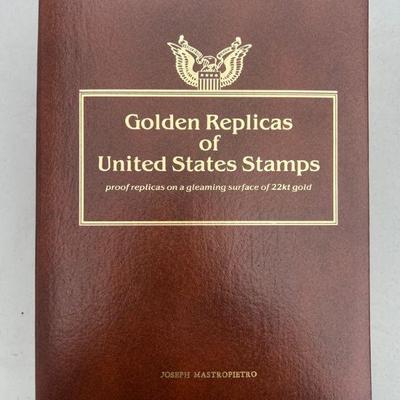 Golden Replicas
of
United States Stamps
proof replicas on a gleaming surface of 22kt gold
JOSEPH MASTROPIETRO